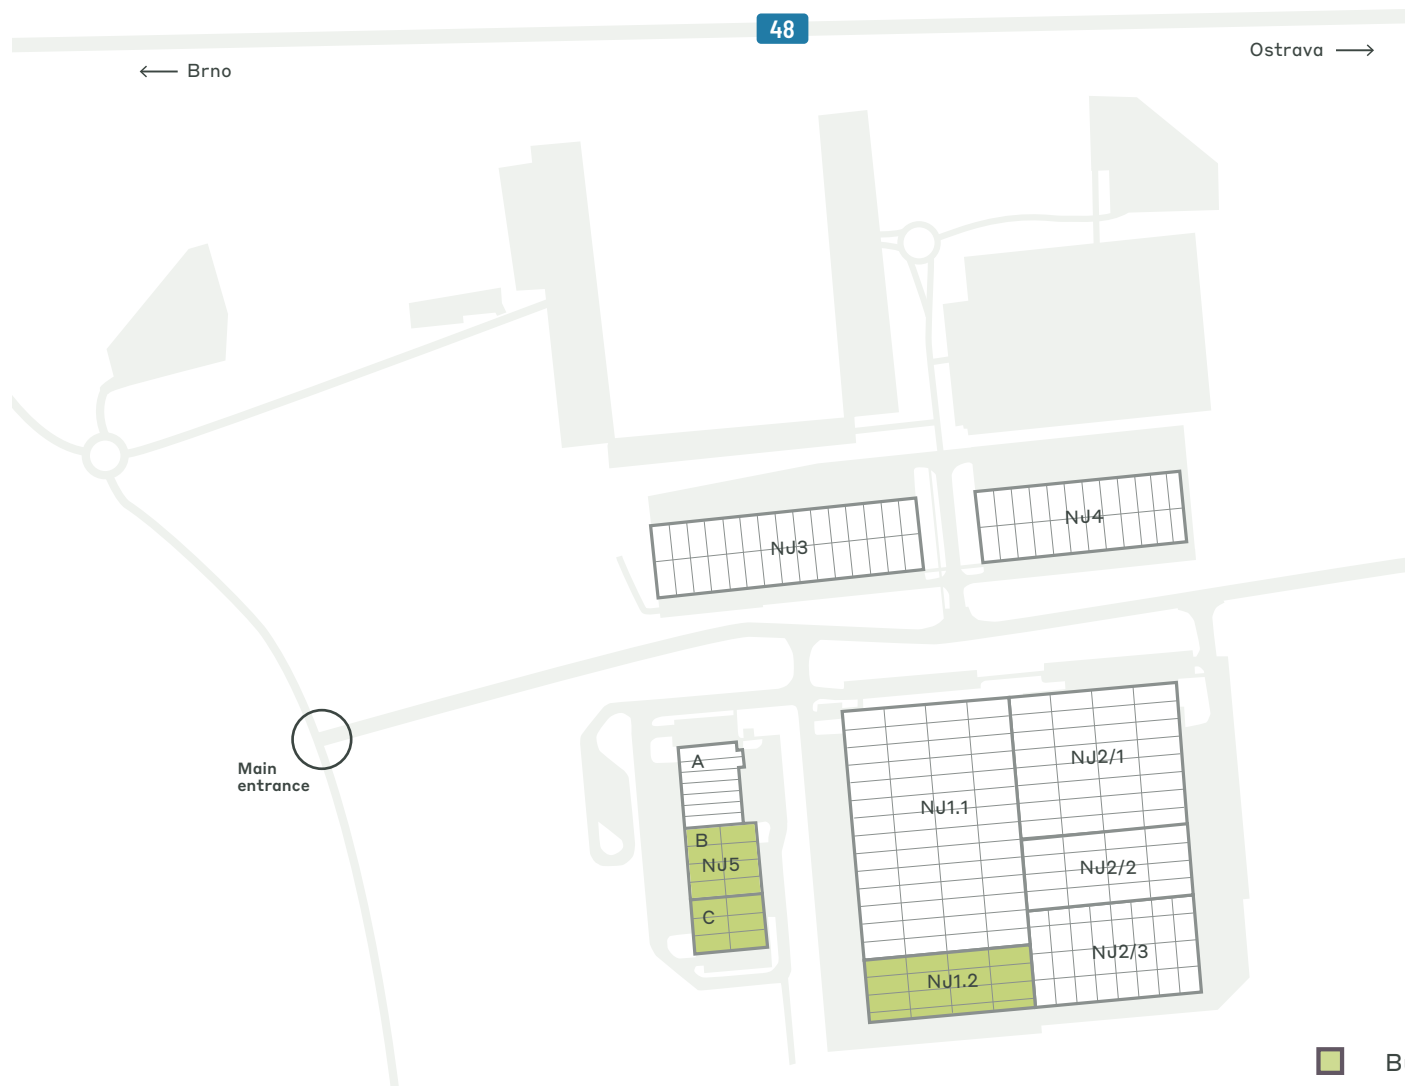 48
Ostrava
Brno
NJ4
NJ3
Main
entrance
A
B
NJ5
C
NJ1.1
NJ2/1
NJ2/2
NJ2/3
NJ1.2